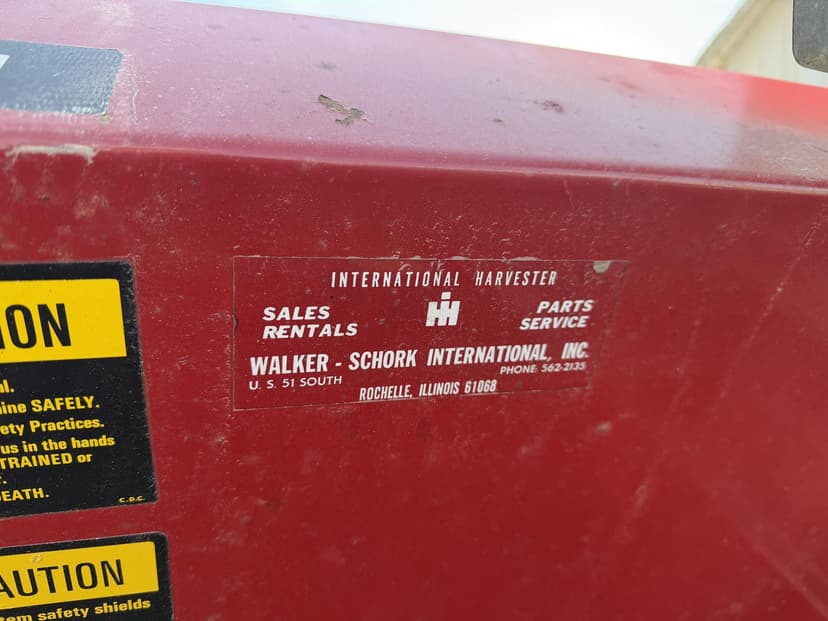 INTERNATIONAL HARVESTER
SALES
RENTALS
IH
PARTS
SERVICE
WALKER - SCHORK INTERNATIONAL, INC.
U. S. 51 SOUTH
PHONE: 562-2135
ROCHELLE, ILLINOIS 61068
ION
al.
ine SAFELY.
ety Practices.
us in the hands
TRAINED or
EATH.
C.D.C.
AUTION
tem safety shields